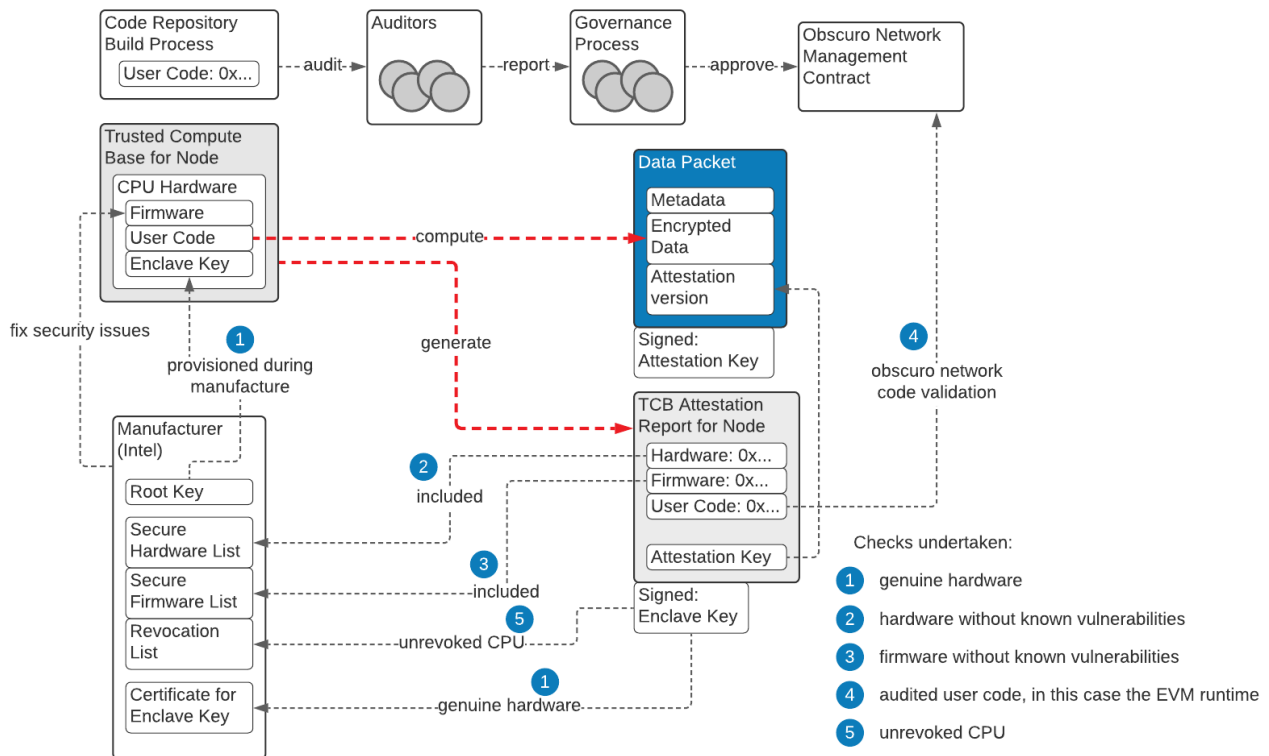 Code Repository
Build Process
User Code: 0x...
audit
Auditors
report
Governance
Process
approve
Obscuro Network
Management
Contract
Trusted Compute
Base for Node
CPU Hardware
Firmware
User Code
Enclave Key
compute
generate
Data Packet
Metadata
Encrypted
Data
Attestation
version
Signed:
Attestation Key
fix security issues
1
provisioned during
manufacture
4
obscuro network
code validation
Manufacturer
(Intel)
Root Key
Secure
Hardware List
Secure
Firmware List
Revocation
List
Certificate for
Enclave Key
2
included
3
included
5
unrevoked CPU
1
genuine hardware
TCB Attestation
Report for Node
Hardware: 0x...
Firmware: 0x...
User Code: 0x...
Attestation Key
Signed:
Enclave Key
Checks undertaken:
1 genuine hardware
2 hardware without known vulnerabilities
3 firmware without known vulnerabilities
4 audited user code, in this case the EVM runtime
5 unrevoked CPU